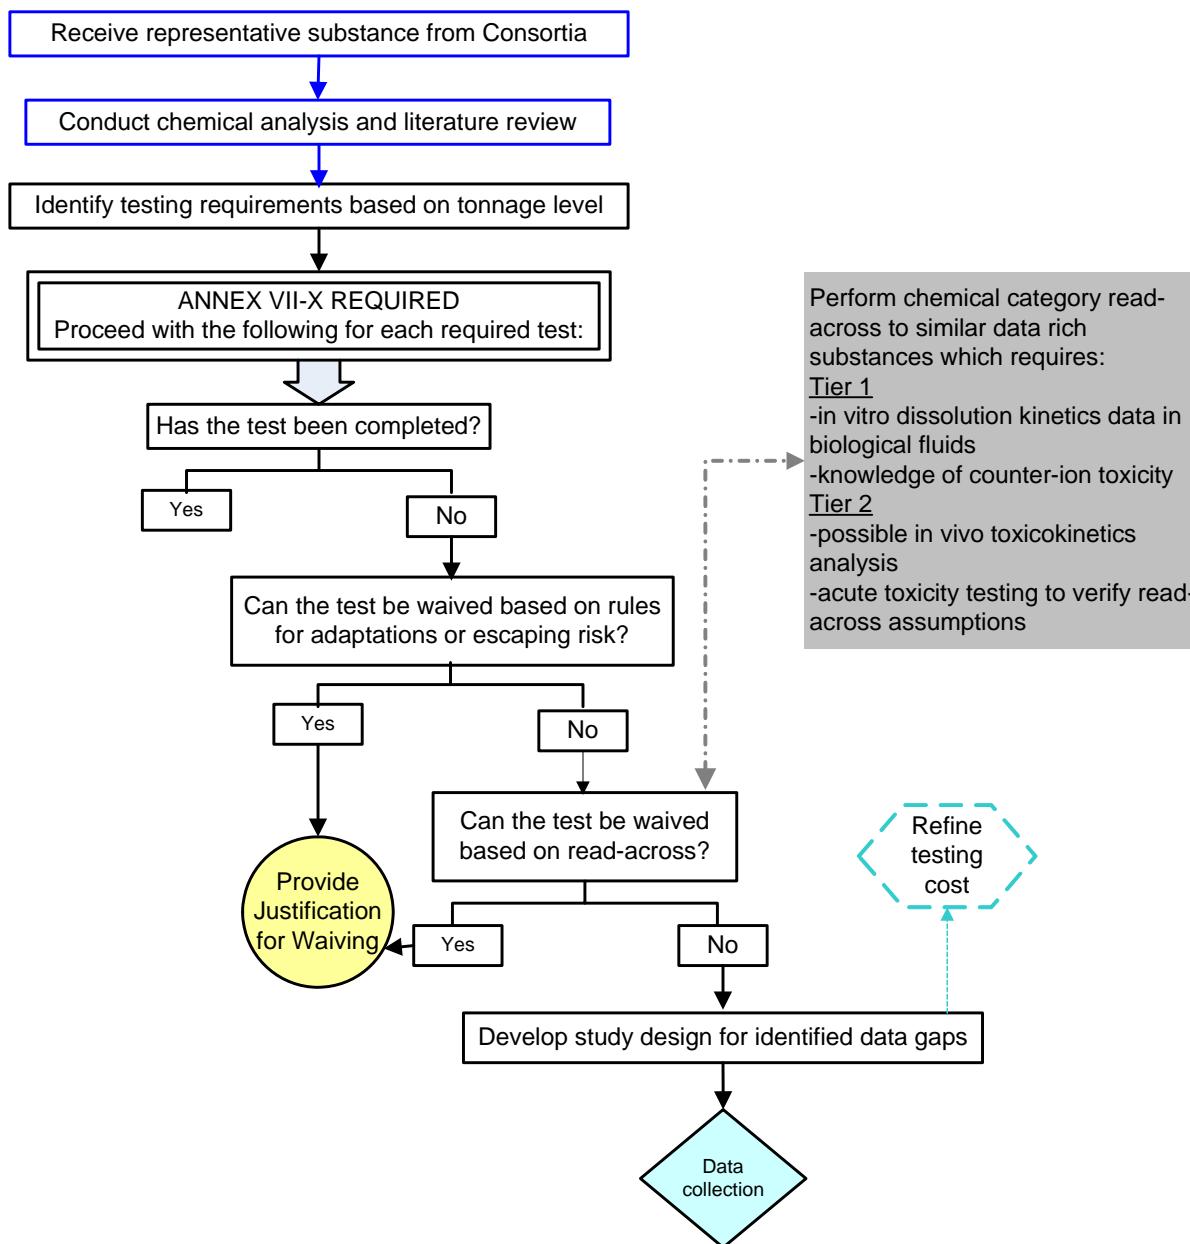 Receive representative substance from Consortia
Conduct chemical analysis and literature review
Identify testing requirements based on tonnage level
ANNEX VII-X REQUIRED
Proceed with the following for each required test:
Has the test been completed?
Yes
No
Can the test be waived based on rules
for adaptations or escaping risk?
Yes
No
Perform chemical category read-
across to similar data rich
substances which requires:
Tier 1
-in vitro dissolution kinetics data in
biological fluids
-knowledge of counter-ion toxicity
Tier 2
-possible in vivo toxicokinetics
analysis
-acute toxicity testing to verify read-
across assumptions
Can the test be waived
based on read-across?
Provide
Justification
for Waiving
Yes
No
Refine
testing
cost
Develop study design for identified data gaps
Data
collection